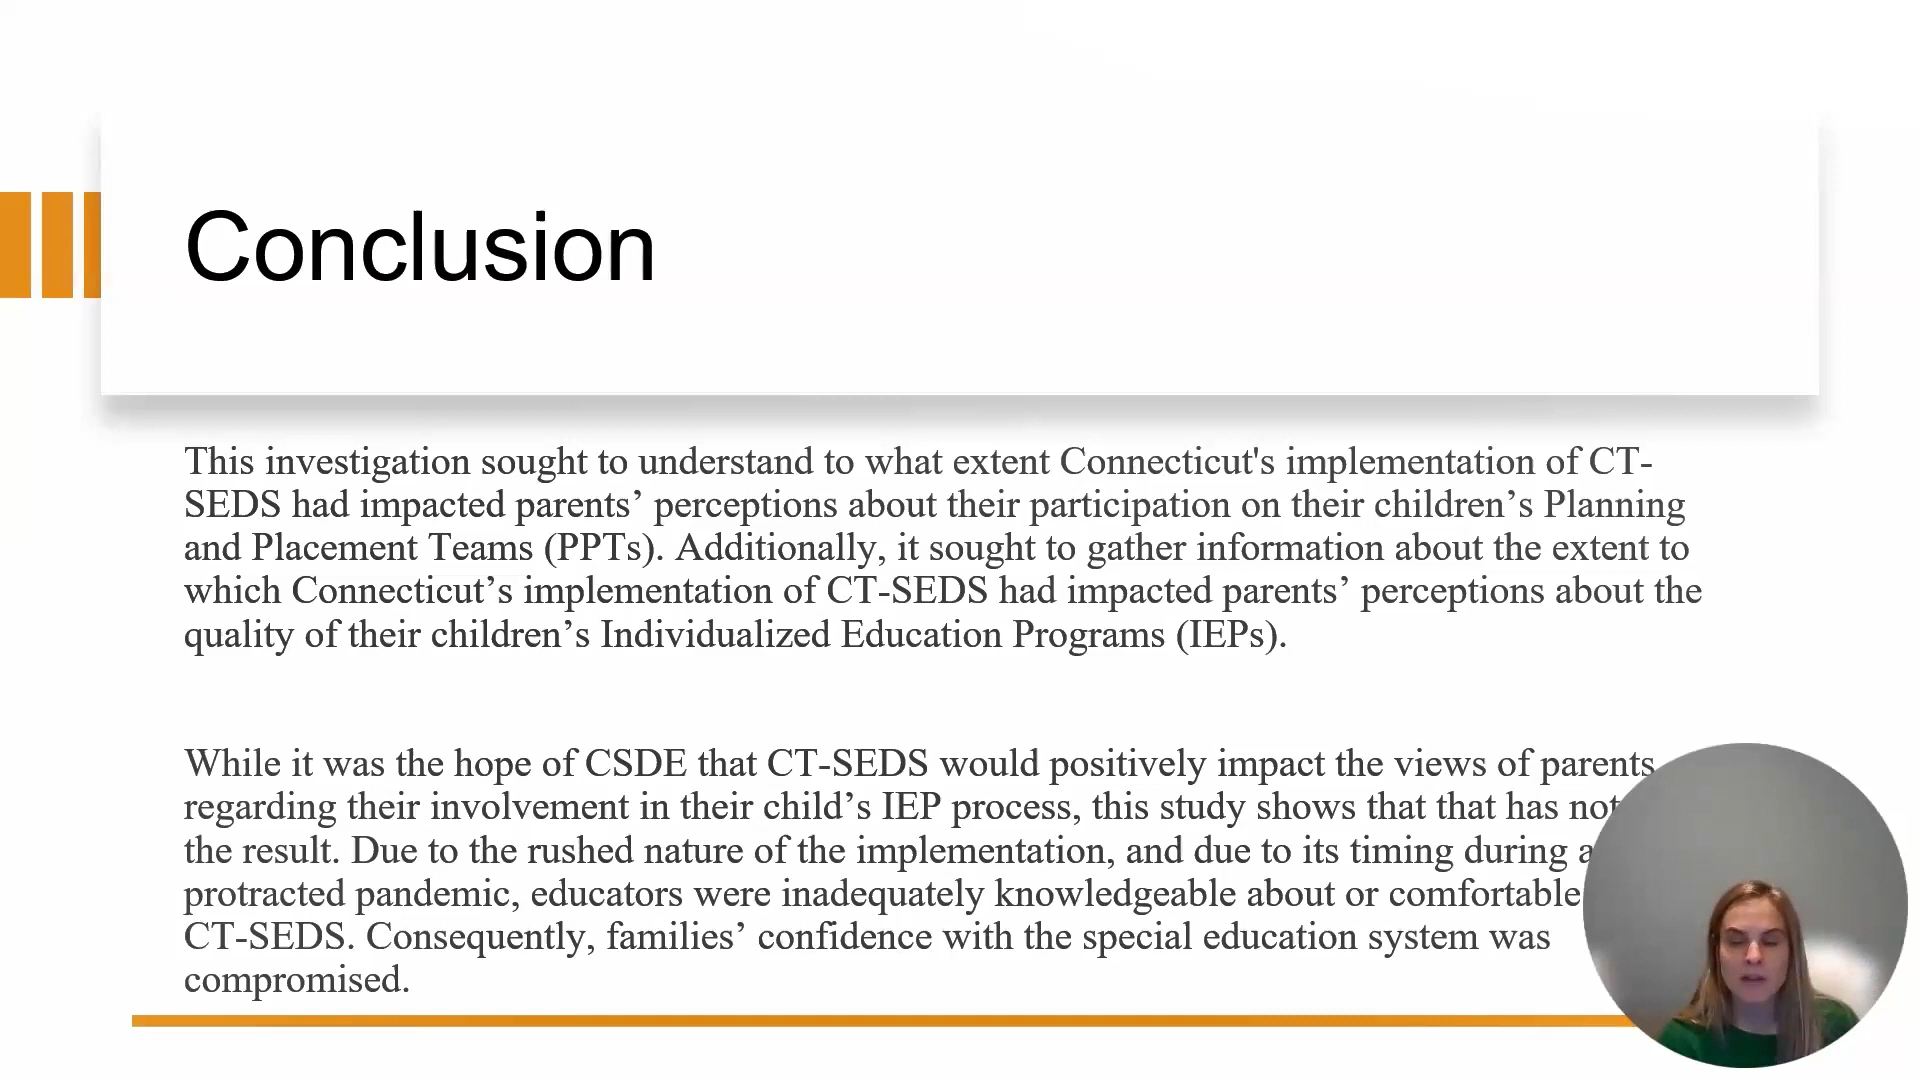 Conclusion
This investigation sought to understand to what extent Connecticut's implementation of CT-
SEDS had impacted parents’ perceptions about their participation on their children’s Planning
and Placement Teams (PPTs). Additionally, it sought to gather information about the extent to
which Connecticut’s implementation of CT-SEDS had impacted parents’ perceptions about the
quality of their children’s Individualized Education Programs (IEPs).
While it was the hope of CSDE that CT-SEDS would positively impact the views of parents
regarding their involvement in their child’s IEP process, this study shows that that has not
the result. Due to the rushed nature of the implementation, and due to its timing during a
protracted pandemic, educators were inadequately knowledgeable about or comfortable
CT-SEDS. Consequently, families’ confidence with the special education system was
compromised.